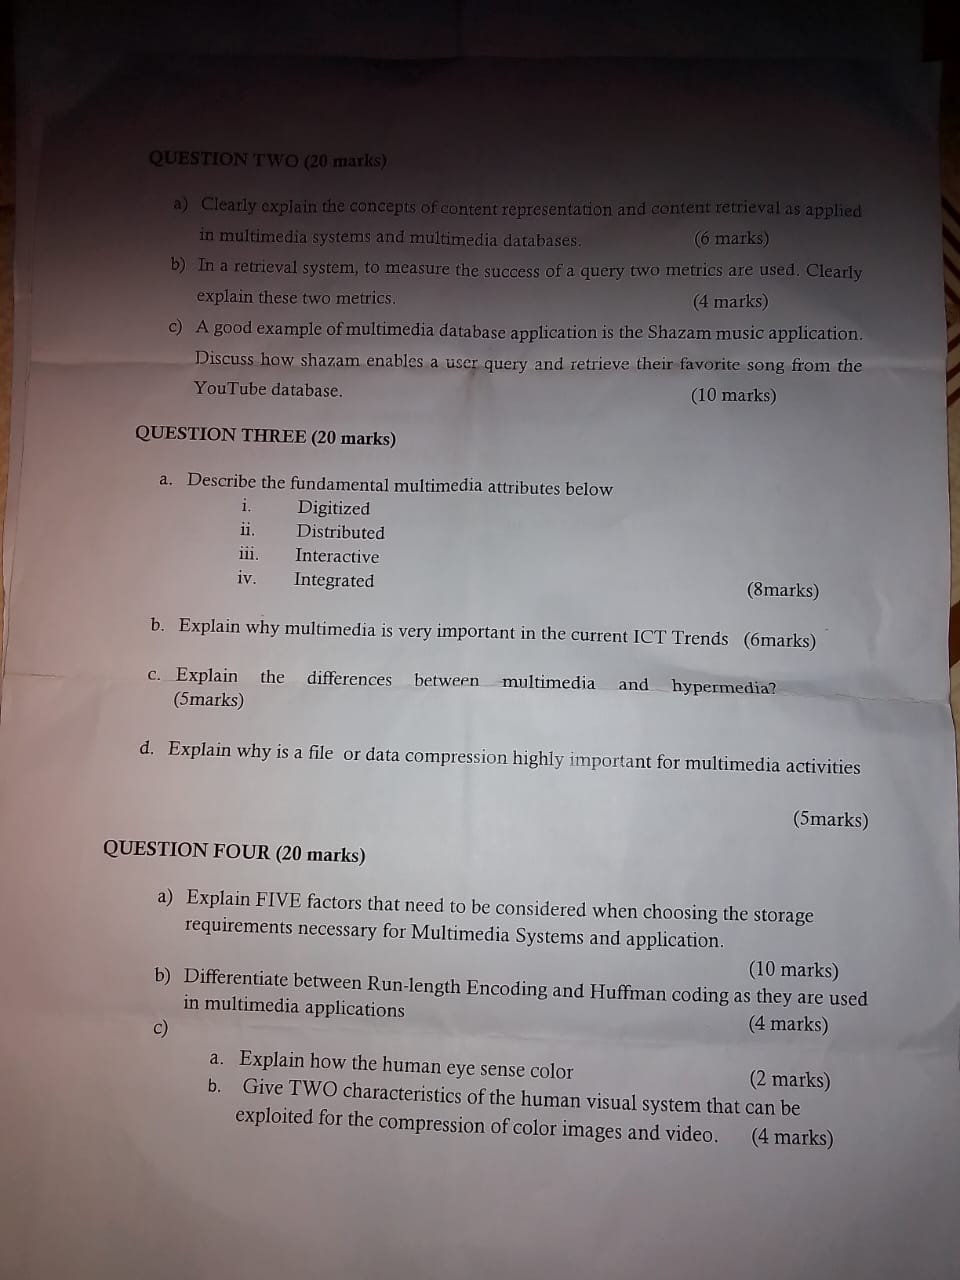 QUESTION TWO (20 marks)
a) Clearly explain the concepts of content representation and content retrieval as applied
in multimedia systems and multimedia databases. (6 marks)
b) In a retrieval system, to measure the success of a query two metrics are used. Clearly
explain these two metrics. (4 marks)
c) A good example of multimedia database application is the Shazam music application.
Discuss how shazam enables a user query and retrieve their favorite song from the
YouTube database. (10 marks)
QUESTION THREE (20 marks)
a. Describe the fundamental multimedia attributes below
i. Digitized
ii. Distributed
iii. Interactive
iv. Integrated (8marks)
b. Explain why multimedia is very important in the current ICT Trends (6marks)
c. Explain the differences between multimedia and hypermedia?
(5marks)
d. Explain why is a file or data compression highly important for multimedia activities
(5marks)
QUESTION FOUR (20 marks)
a) Explain FIVE factors that need to be considered when choosing the storage
requirements necessary for Multimedia Systems and application.
(10 marks)
b) Differentiate between Run-length Encoding and Huffman coding as they are used
in multimedia applications (4 marks)
c)
a. Explain how the human eye sense color (2 marks)
b. Give TWO characteristics of the human visual system that can be
exploited for the compression of color images and video. (4 marks)